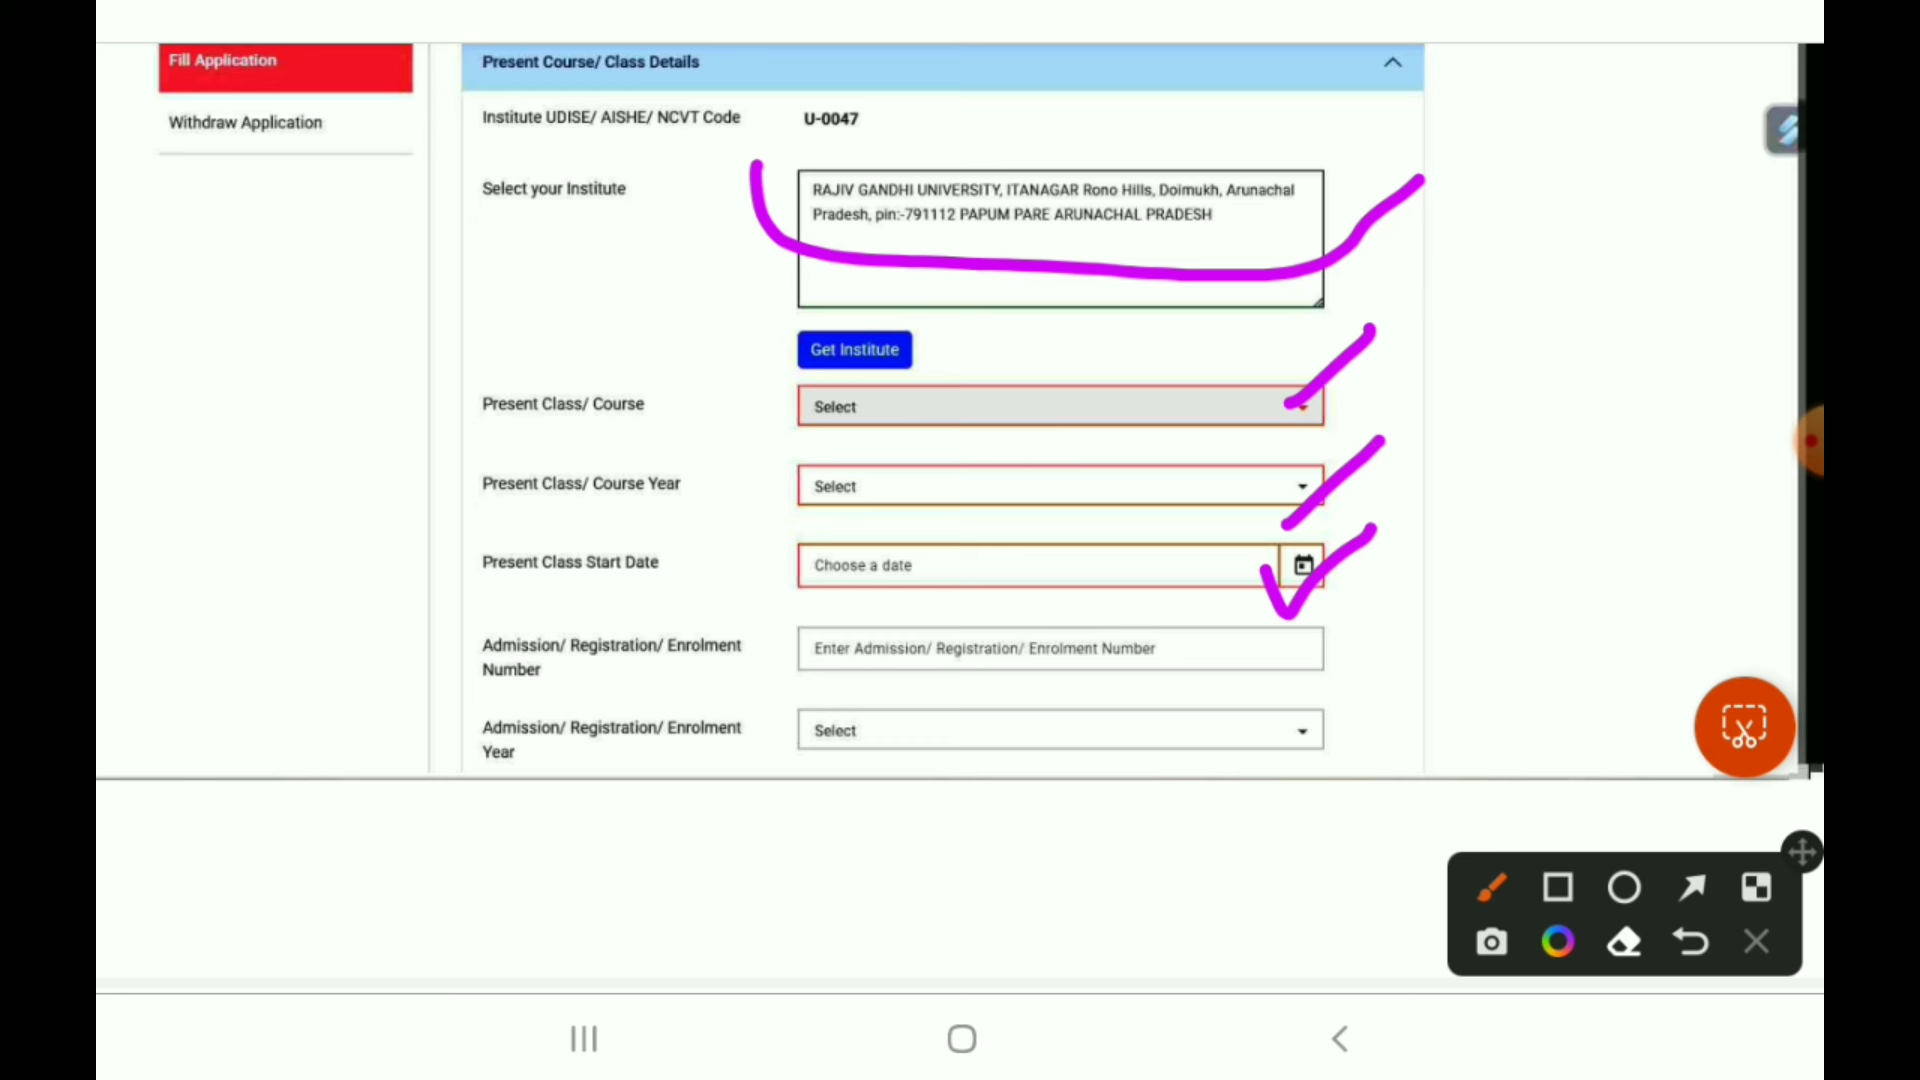 Fill Application
Withdraw Application
Present Course/ Class Details
Institute UDISE/ AISHE/ NCVT Code
U-0047
Select your Institute
RAJIV GANDHI UNIVERSITY, ITANAGAR Rono Hills, Doimukh, Arunachal
Pradesh, pin:-791112 PAPUM PARE ARUNACHAL PRADESH
Get Institute
Present Class/ Course
Select
Present Class/ Course Year
Select
Present Class Start Date
Choose a date
Admission/ Registration/ Enrolment
Number
Enter Admission/ Registration/ Enrolment Number
Admission/ Registration/ Enrolment
Year
Select